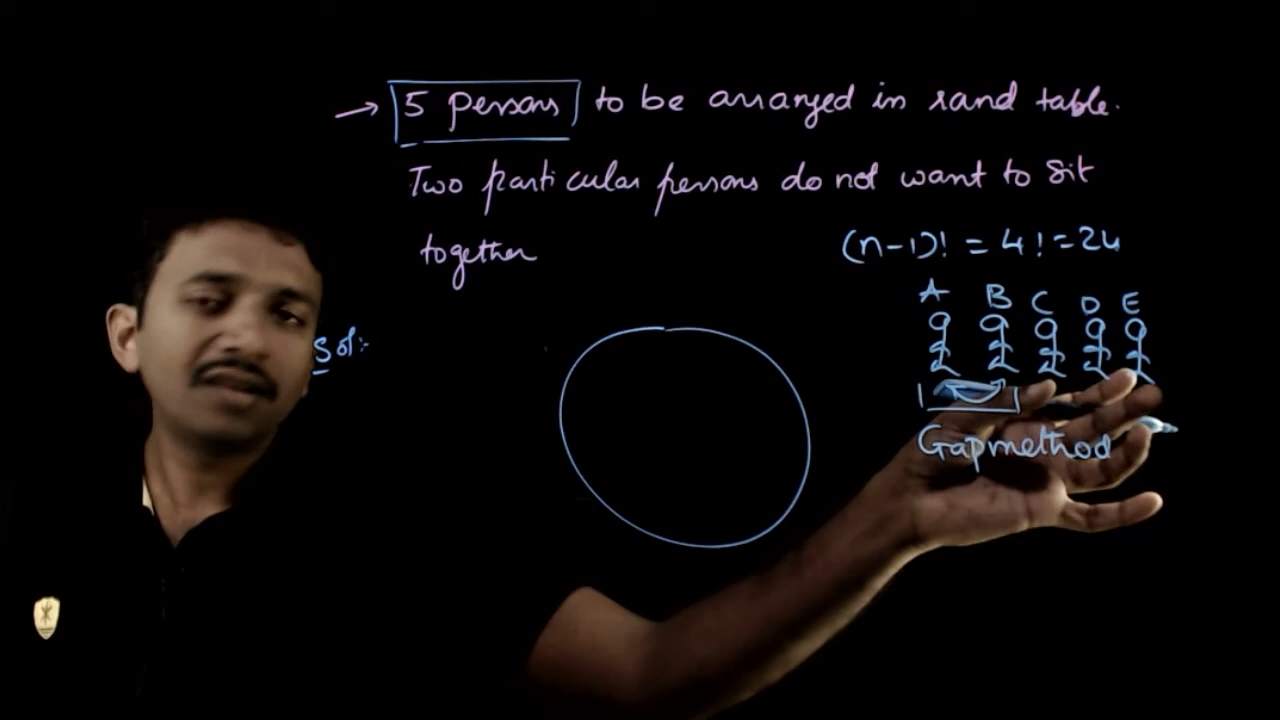 → 5 persons to be arranged in rand table.
Two particular persons do not want to sit
together
(n-1)! = 4! = 24
A B C D E
Sol:-
Gapmethod